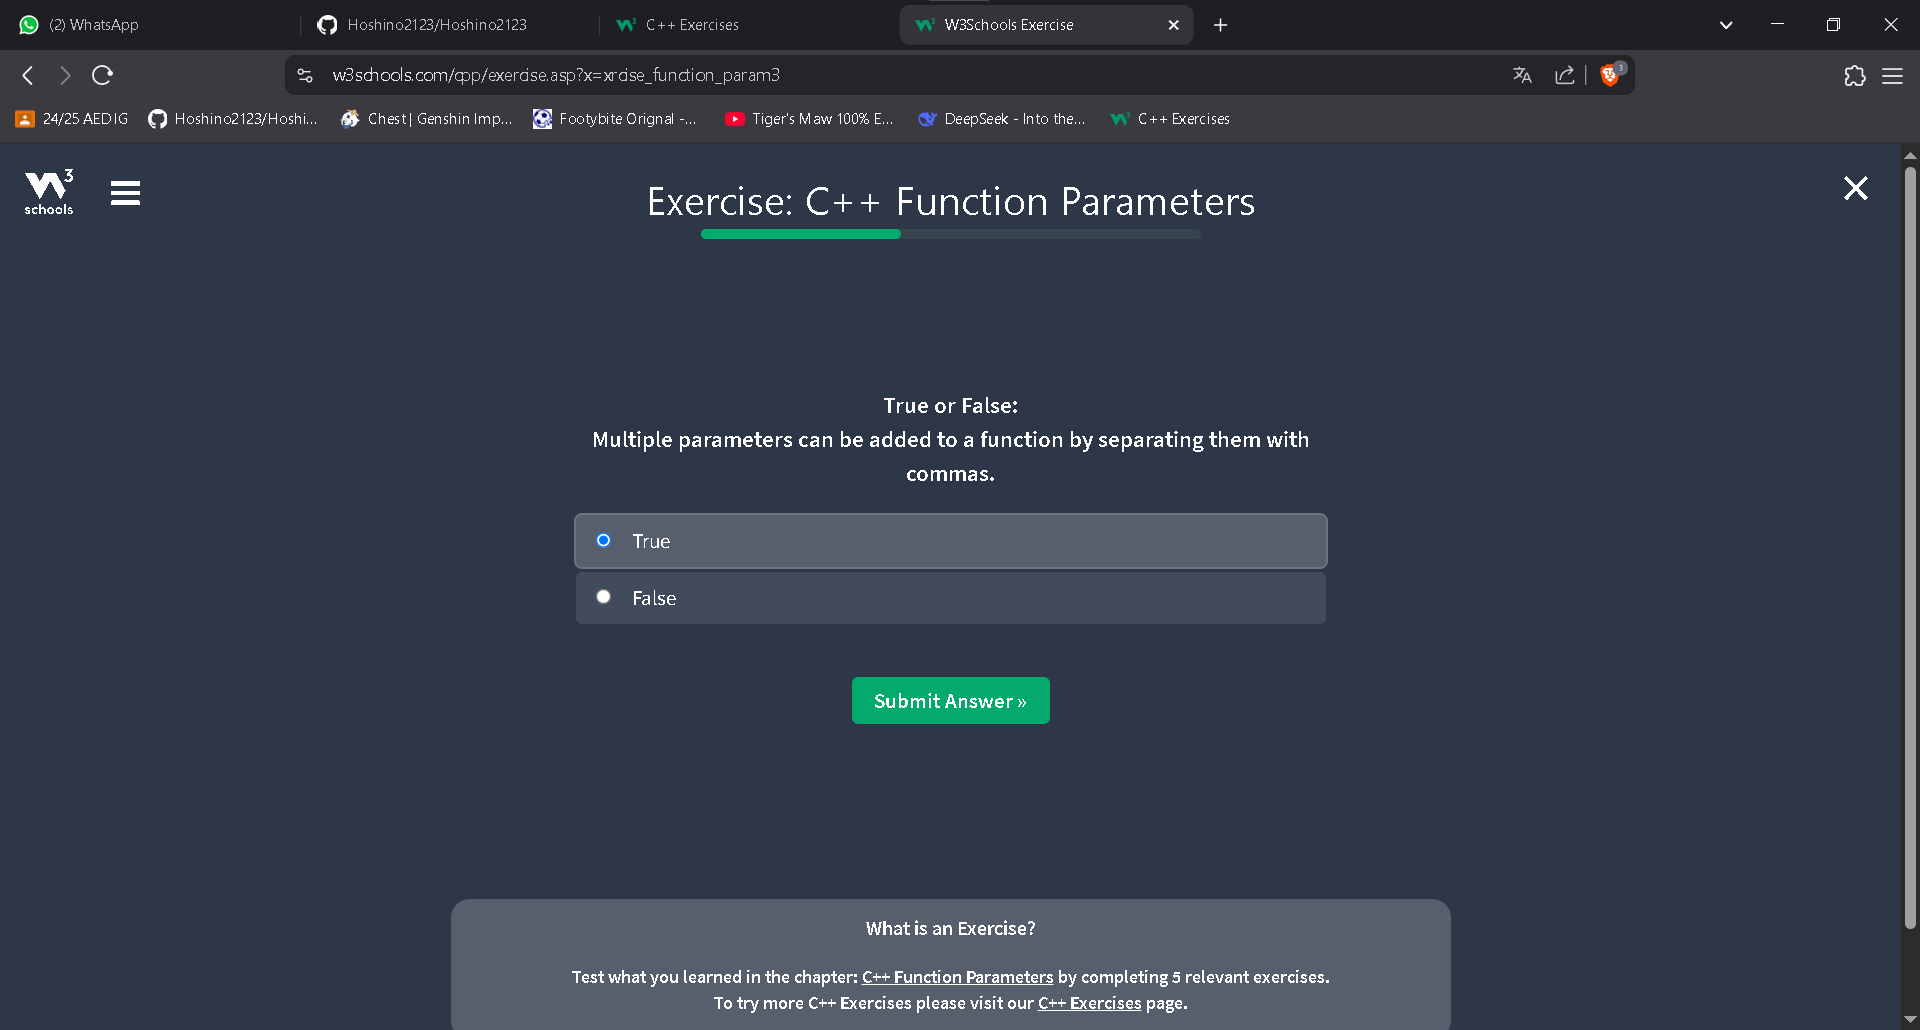 (2) WhatsApp
Hoshino2123/Hoshino2123
C++ Exercises
W3Schools Exercise
w3schools.com/cpp/exercise.asp?x=xrcise_function_param3
3
24/25 AEDIG
Hoshino2123/Hoshi...
Chest | Genshin Imp...
Footybite Orignal -...
Tiger's Maw 100% E...
DeepSeek - Into the...
C++ Exercises
3
schools
Exercise: C++ Function Parameters
True or False:
Multiple parameters can be added to a function by separating them with
commas.
True
False
Submit Answer »
What is an Exercise?
Test what you learned in the chapter: C++ Function Parameters by completing 5 relevant exercises.
To try more C++ Exercises please visit our C++ Exercises page.